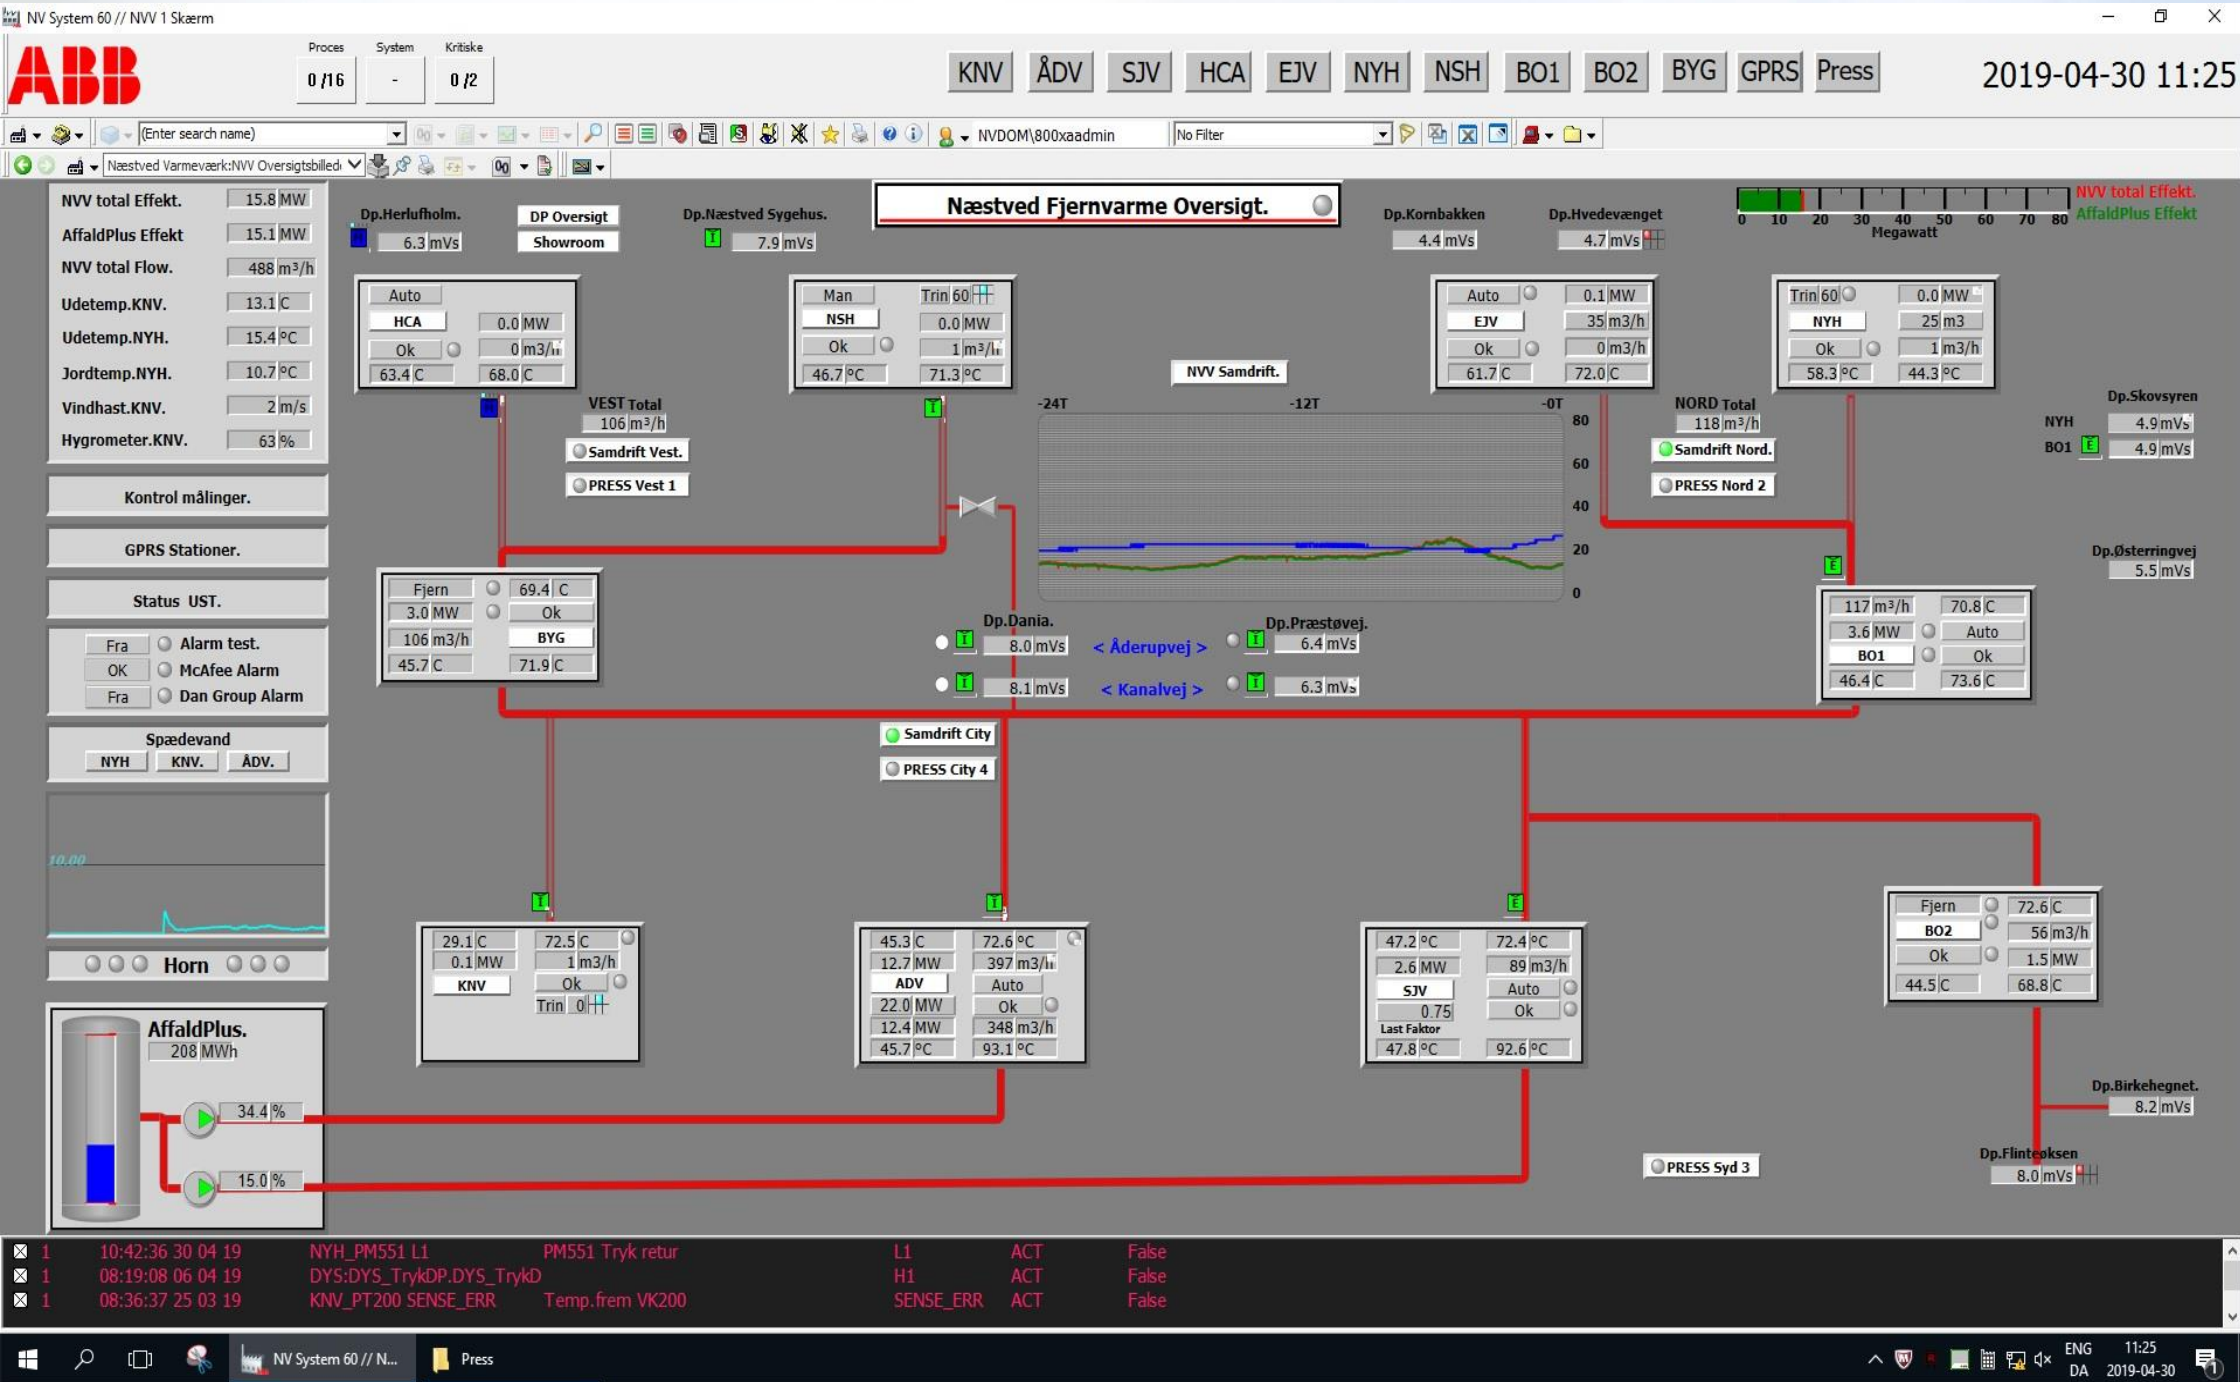 NV System 60 // NVV 1 Skærm
ABB
Proces System Kritiske
0 /16 - 0 /2
KNV ÅDV SJV HCA EJV NYH NSH BO1 BO2 BYG GPRS Press
2019-04-30 11:25
(Enter search name)
NVDOM\800xaadmin
No Filter
Næstved Varmeværk:NVV Oversigtsbillede
NVV total Effekt. 15.8 MW
AffaldPlus Effekt 15.1 MW
NVV total Flow. 488 m³/h
Udetemp.KNV. 13.1 C
Udetemp.NYH. 15.4 °C
Jordtemp.NYH. 10.7 °C
Vindhast.KNV. 2 m/s
Hygrometer.KNV. 63 %
Kontrol målinger.
GPRS Stationer.
Status UST.
Fra Alarm test.
OK McAfee Alarm
Fra Dan Group Alarm
Spædevand
NYH KNV. ÅDV.
10.00
Horn
AffaldPlus.
208 MWh
34.4 %
15.0 %
Dp.Herlufholm.
6.3 mVs
DP Oversigt
Showroom
Dp.Næstved Sygehus.
7.9 mVs
Næstved Fjernvarme Oversigt.
Dp.Kornbakken
4.4 mVs
Dp.Hvedevænget
4.7 mVs
0 10 20 30 40 50 60 70 80
Megawatt
NVV total Effekt.
AffaldPlus Effekt
Auto
HCA 0.0 MW
Ok 0 m3/h
63.4 C 68.0 C
Man Trin 60
NSH 0.0 MW
Ok 1 m³/h
46.7 °C 71.3 °C
Auto 0.1 MW
EJV 35 m3/h
Ok 0 m3/h
61.7 C 72.0 C
Trin 60 0.0 MW
NYH 25 m3
Ok 1 m3/h
58.3 °C 44.3 °C
VEST Total
106 m³/h
Samdrift Vest.
PRESS Vest 1
NVV Samdrift.
-24T -12T -0T
80
60
40
20
0
NORD Total
118 m³/h
Samdrift Nord.
PRESS Nord 2
Dp.Skovsyren
NYH 4.9 mVs
BO1 E 4.9 mVs
Dp.Østerringvej
5.5 mVs
Fjern 69.4 C
3.0 MW Ok
106 m3/h BYG
45.7 C 71.9 C
Dp.Dania.
I 8.0 mVs
I 8.1 mVs
< Åderupvej >
< Kanalvej >
Dp.Præstøvej.
I 6.4 mVs
I 6.3 mVs
E
117 m³/h 70.8 C
3.6 MW Auto
BO1 Ok
46.4 C 73.6 C
Samdrift City
PRESS City 4
I
29.1 C 72.5 C
0.1 MW 1 m3/h
KNV Ok
Trin 0
I
45.3 C 72.6 °C
12.7 MW 397 m3/h
ADV Auto
22.0 MW Ok
12.4 MW 348 m3/h
45.7 °C 93.1 °C
E
47.2 °C 72.4 °C
2.6 MW 89 m3/h
SJV Auto
0.75 Ok
Last Faktor
47.8 °C 92.6 °C
Fjern 72.6 C
BO2 56 m3/h
Ok 1.5 MW
44.5 C 68.8 C
Dp.Birkehegnet.
8.2 mVs
Dp.Flinteøksen
8.0 mVs
PRESS Syd 3
1 10:42:36 30 04 19 NYH_PM551 L1 PM551 Tryk retur L1 ACT False
1 08:19:08 06 04 19 DYS:DYS_TrykDP.DYS_TrykD H1 ACT False
1 08:36:37 25 03 19 KNV_PT200 SENSE_ERR Temp.frem VK200 SENSE_ERR ACT False
NV System 60 // N... Press
ENG 11:25
DA 2019-04-30